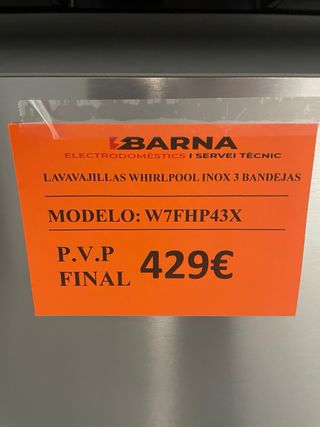 BARNA
ELECTRODOMÈSTICS I SERVEI TÈCNIC
LAVAVAJILLAS WHIRLPOOL INOX 3 BANDEJAS
MODELO: W7FHP43X
P.V.P
FINAL 429€